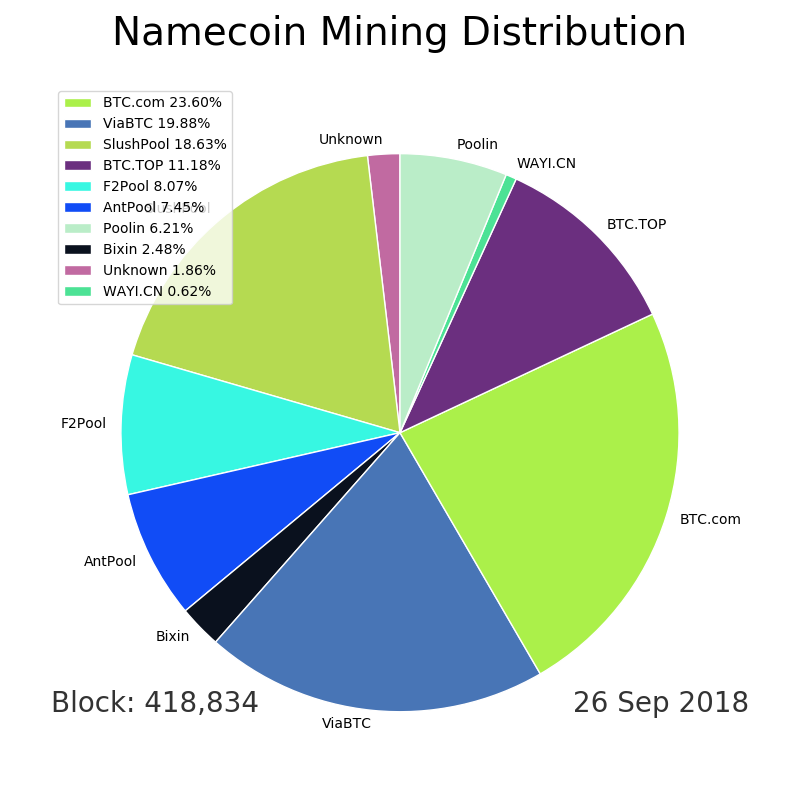 Namecoin Mining Distribution
BTC.com 23.60%
ViaBTC 19.88%
SlushPool 18.63%
BTC.TOP 11.18%
F2Pool 8.07%
AntPool 7.45%
Poolin 6.21%
Bixin 2.48%
Unknown 1.86%
WAYI.CN 0.62%
Unknown
Poolin
WAYI.CN
BTC.TOP
SlushPool
F2Pool
BTC.com
AntPool
Bixin
ViaBTC
Block: 418,834
26 Sep 2018